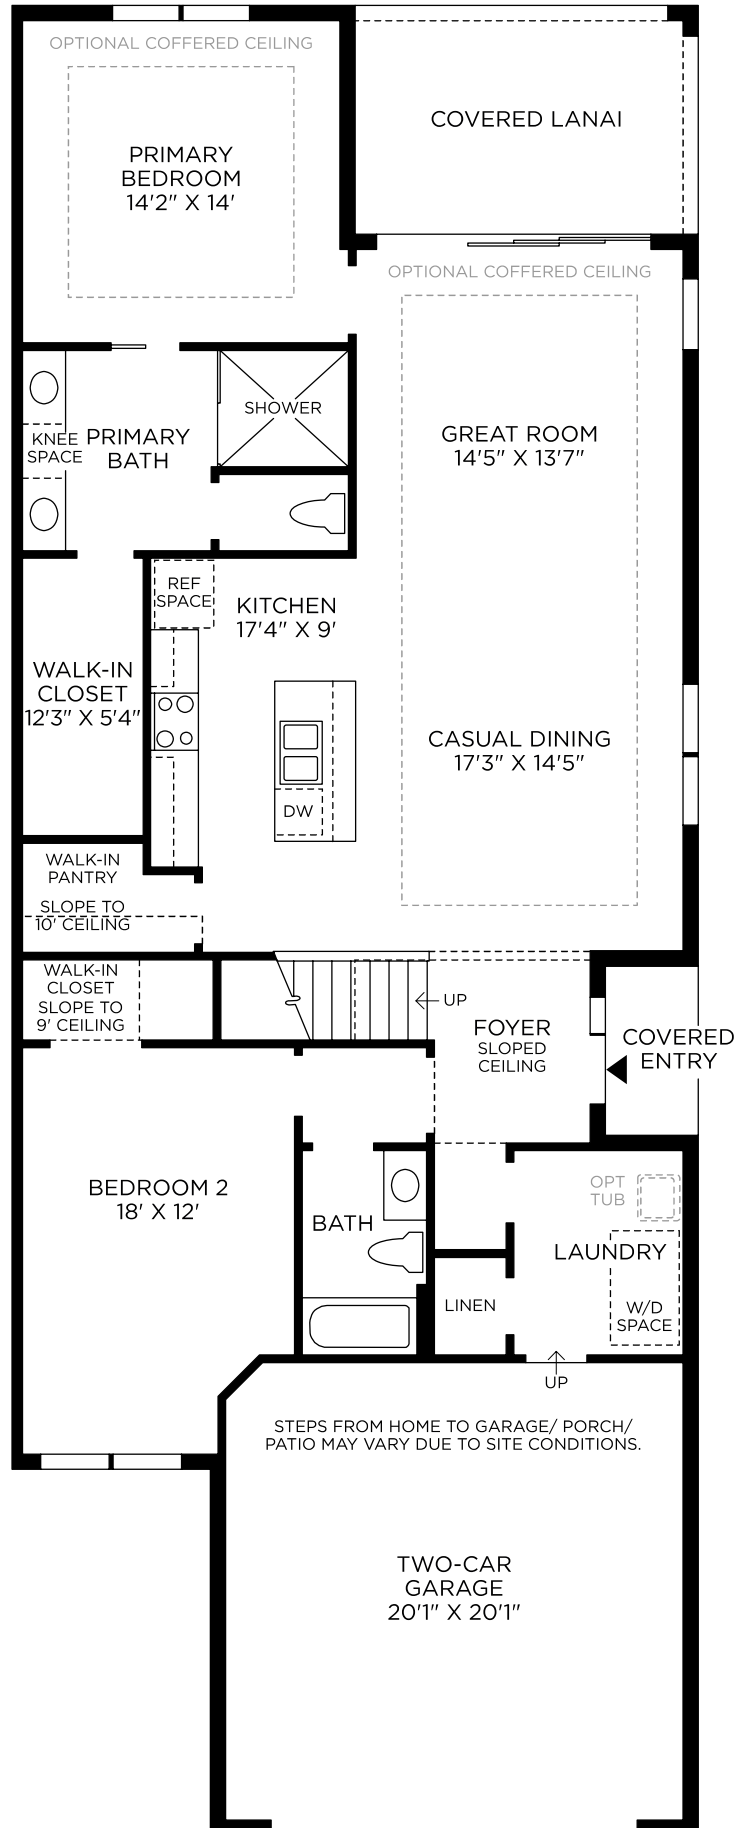 OPTIONAL COFFERED CEILING
PRIMARY
BEDROOM
14'2" X 14'
COVERED LANAI
OPTIONAL COFFERED CEILING
SHOWER
KNEE
SPACE
PRIMARY
BATH
GREAT ROOM
14'5" X 13'7"
REF
SPACE
KITCHEN
17'4" X 9'
WALK-IN
CLOSET
12'3" X 5'4"
CASUAL DINING
17'3" X 14'5"
DW
WALK-IN
PANTRY
SLOPE TO
10' CEILING
WALK-IN
CLOSET
SLOPE TO
9' CEILING
UP
FOYER
SLOPED
CEILING
COVERED
ENTRY
BEDROOM 2
18' X 12'
BATH
OPT
TUB
LAUNDRY
LINEN
W/D
SPACE
UP
STEPS FROM HOME TO GARAGE/ PORCH/
PATIO MAY VARY DUE TO SITE CONDITIONS.
TWO-CAR
GARAGE
20'1" X 20'1"